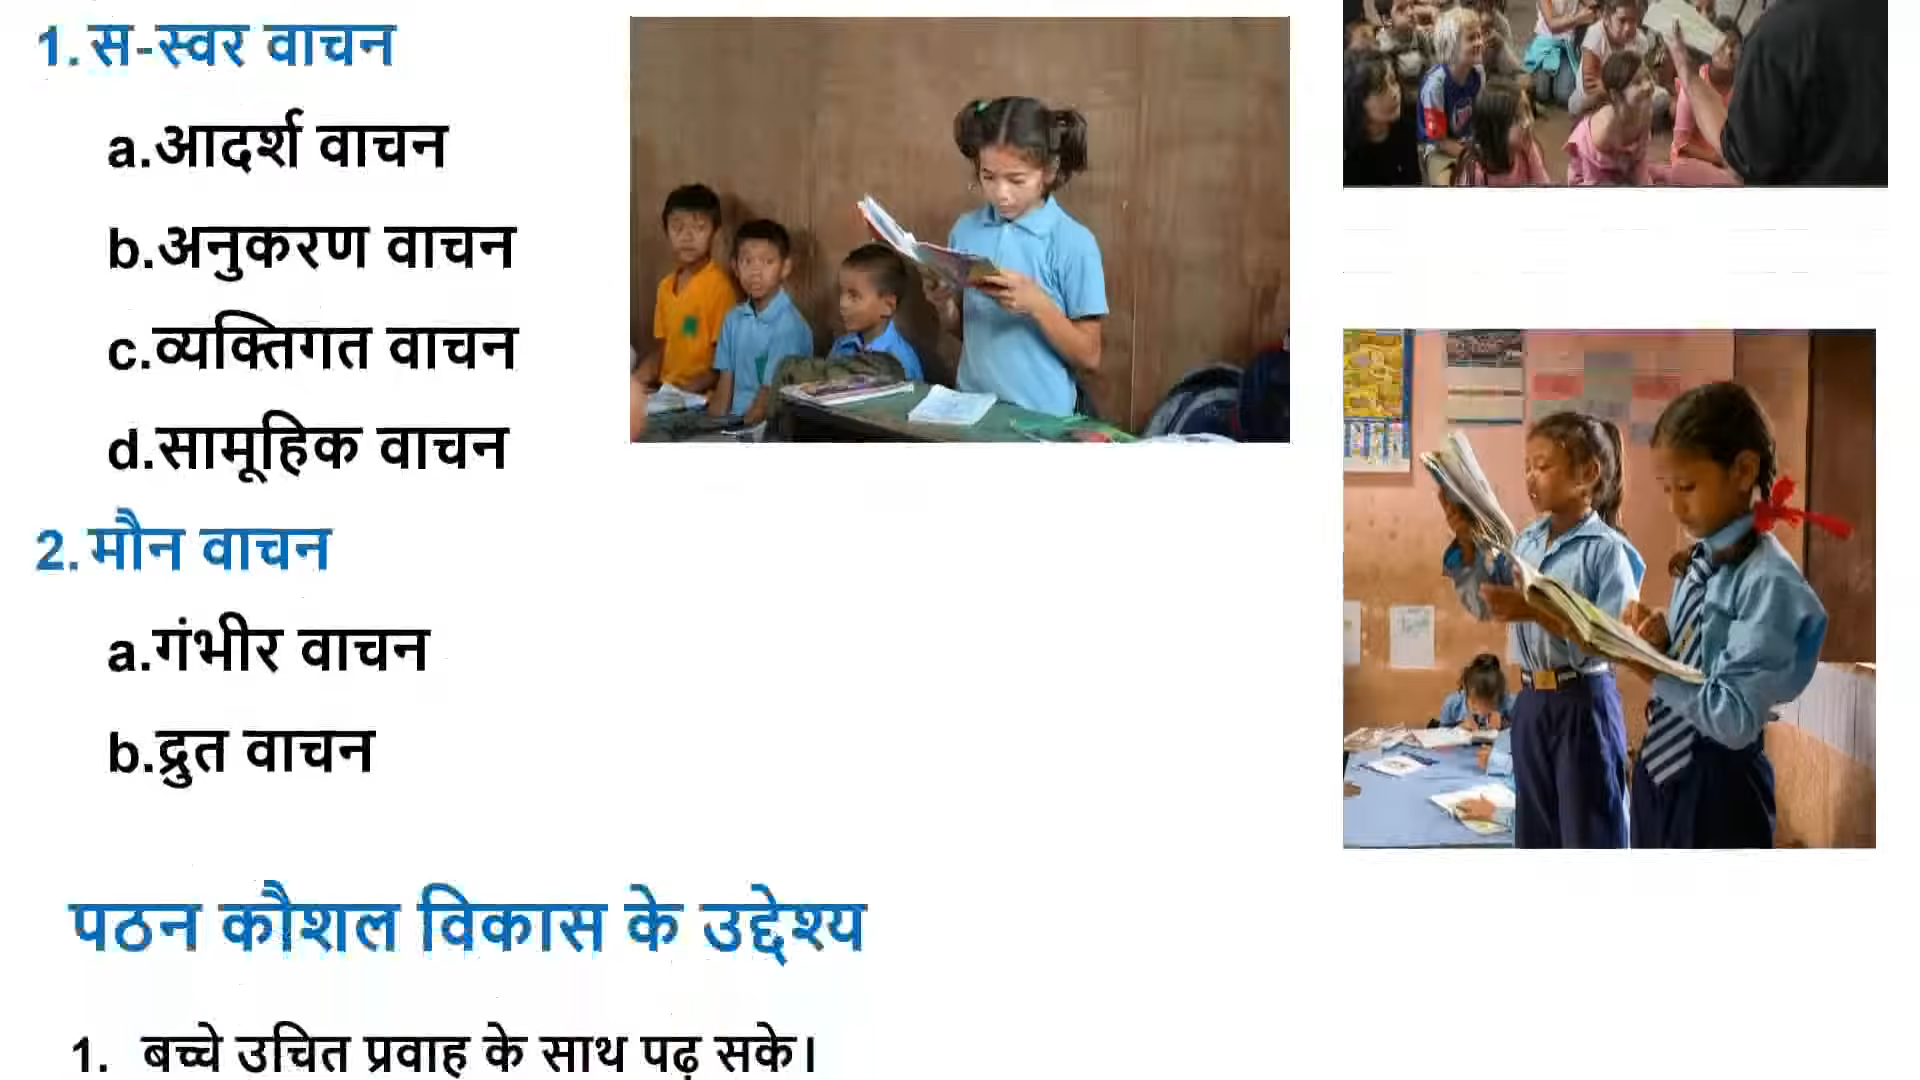 1. स-स्वर वाचन
a.आदर्श वाचन
b.अनुकरण वाचन
c.व्यक्तिगत वाचन
d.सामूहिक वाचन
2. मौन वाचन
a.गंभीर वाचन
b.द्रुत वाचन
पठन कौशल विकास के उद्देश्य
1. बच्चे उचित प्रवाह के साथ पढ़ सके।